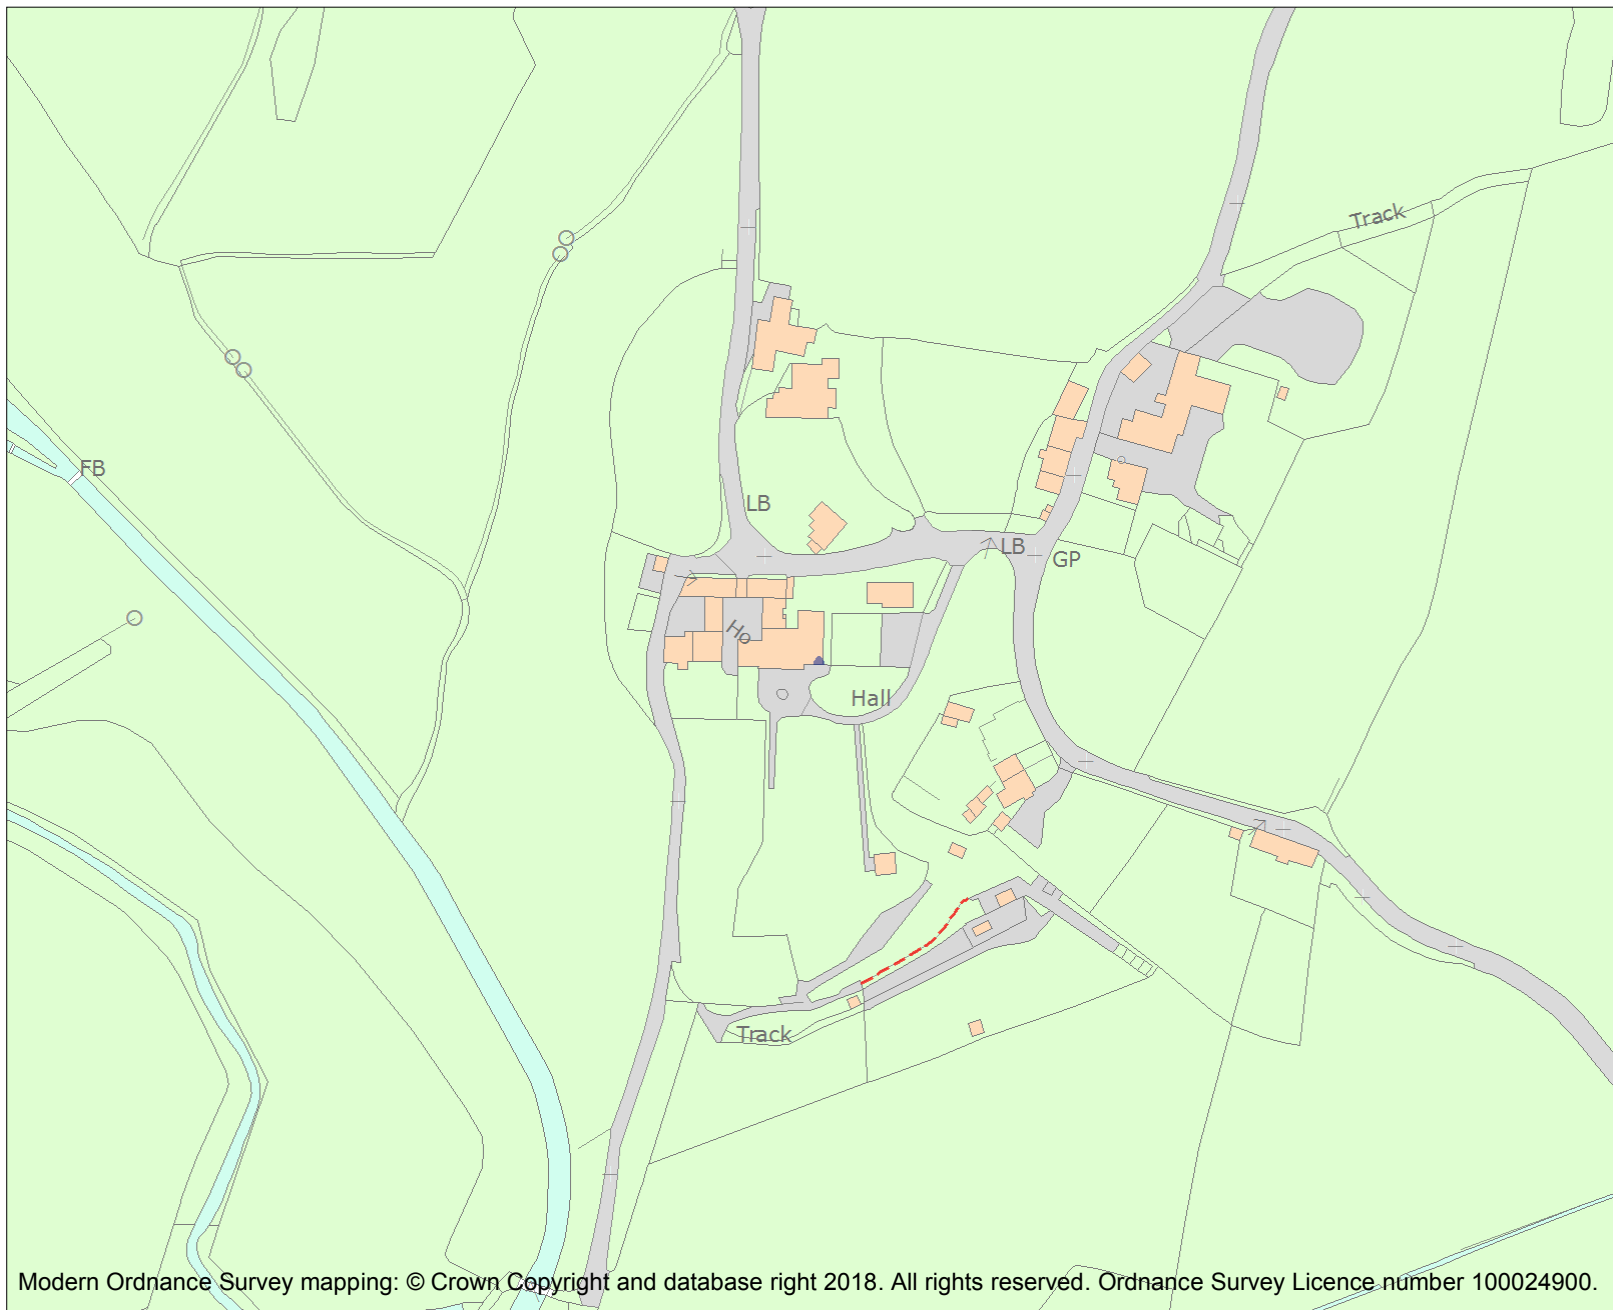 Track
FB
LB
LB
GP
Ho
Hall
Track
Modern Ordnance Survey mapping: © Crown Copyright and database right 2018. All rights reserved. Ordnance Survey Licence number 100024900.